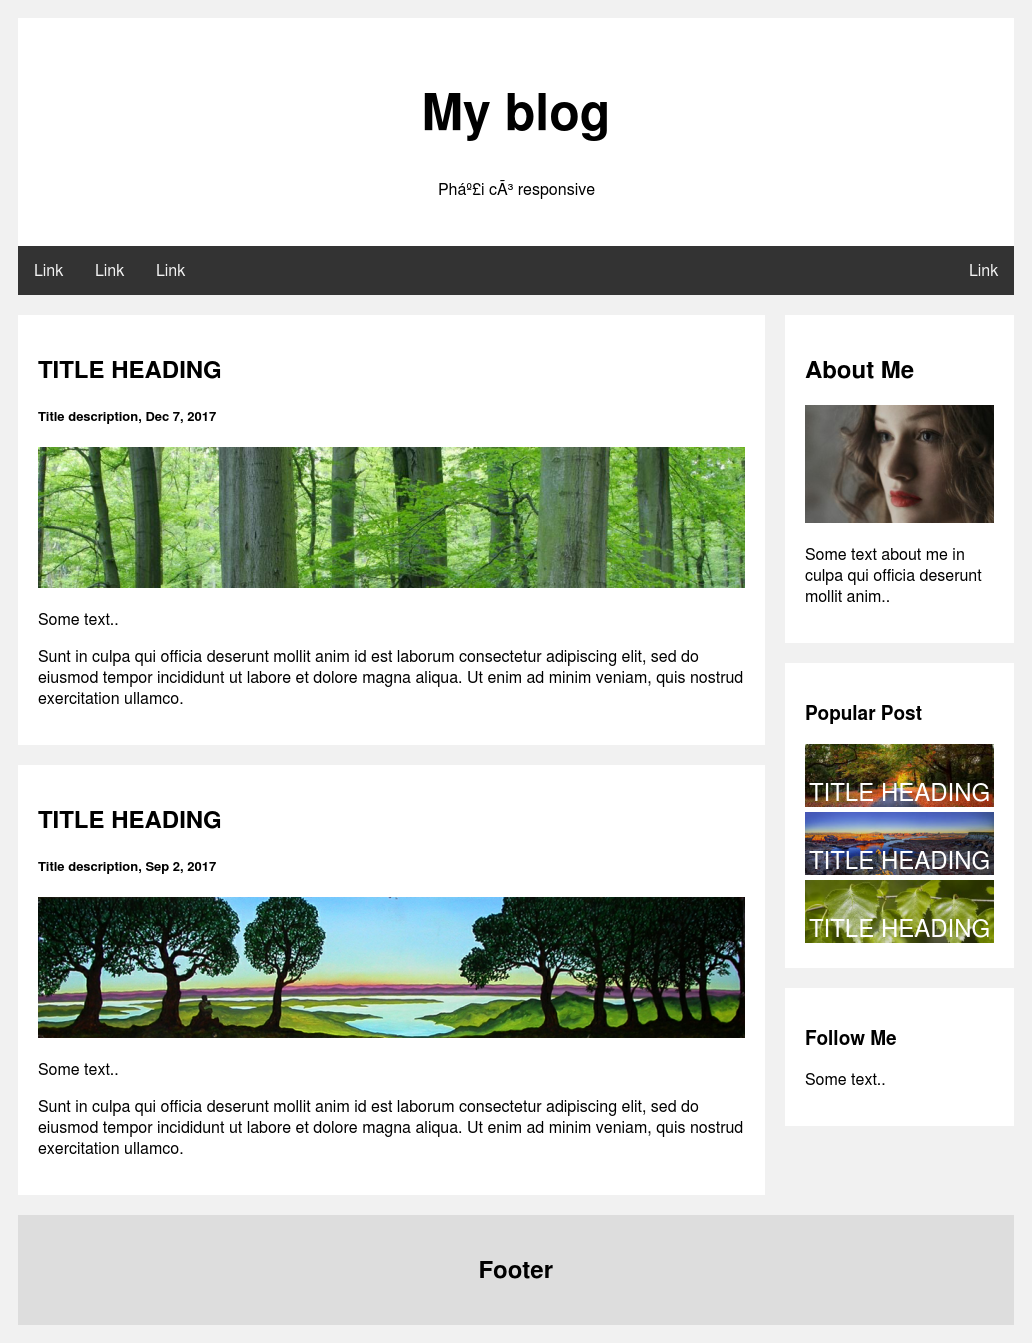 My blog
Pháº£i cÃ³ responsive
Link Link Link Link
TITLE HEADING
Title description, Dec 7, 2017
Some text..
Sunt in culpa qui officia deserunt mollit anim id est laborum consectetur adipiscing elit, sed do
eiusmod tempor incididunt ut labore et dolore magna aliqua. Ut enim ad minim veniam, quis nostrud
exercitation ullamco.
TITLE HEADING
Title description, Sep 2, 2017
Some text..
Sunt in culpa qui officia deserunt mollit anim id est laborum consectetur adipiscing elit, sed do
eiusmod tempor incididunt ut labore et dolore magna aliqua. Ut enim ad minim veniam, quis nostrud
exercitation ullamco.
About Me
Some text about me in
culpa qui officia deserunt
mollit anim..
Popular Post
TITLE HEADING
TITLE HEADING
TITLE HEADING
Follow Me
Some text..
Footer